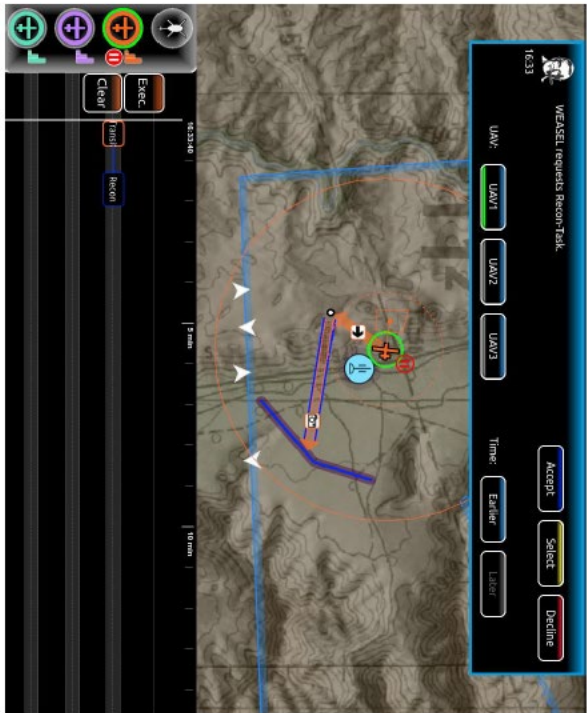 16:33
WEASEL requests Recon-Task.
Accept
Select
Decline
UAV:
UAV1
UAV2
UAV3
Time:
Earlier
Later
16:33:40
5 min
10 min
Exec.
Clear
Transit
Recon